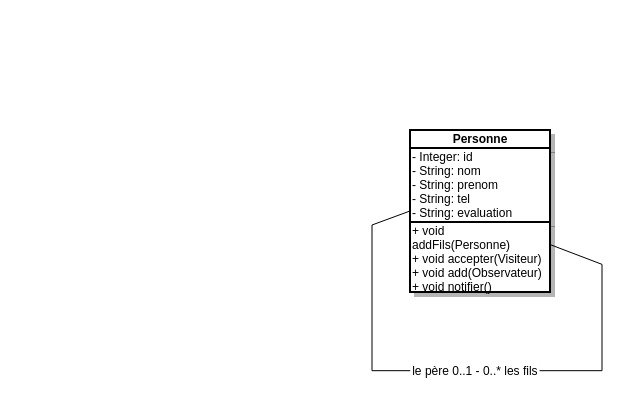 Personne
- Integer: id
- String: nom
- String: prenom
- String: tel
- String: evaluation
+ void
addFils(Personne)
+ void accepter(Visiteur)
+ void add(Observateur)
+ void notifier()
le père 0..1 - 0..* les fils